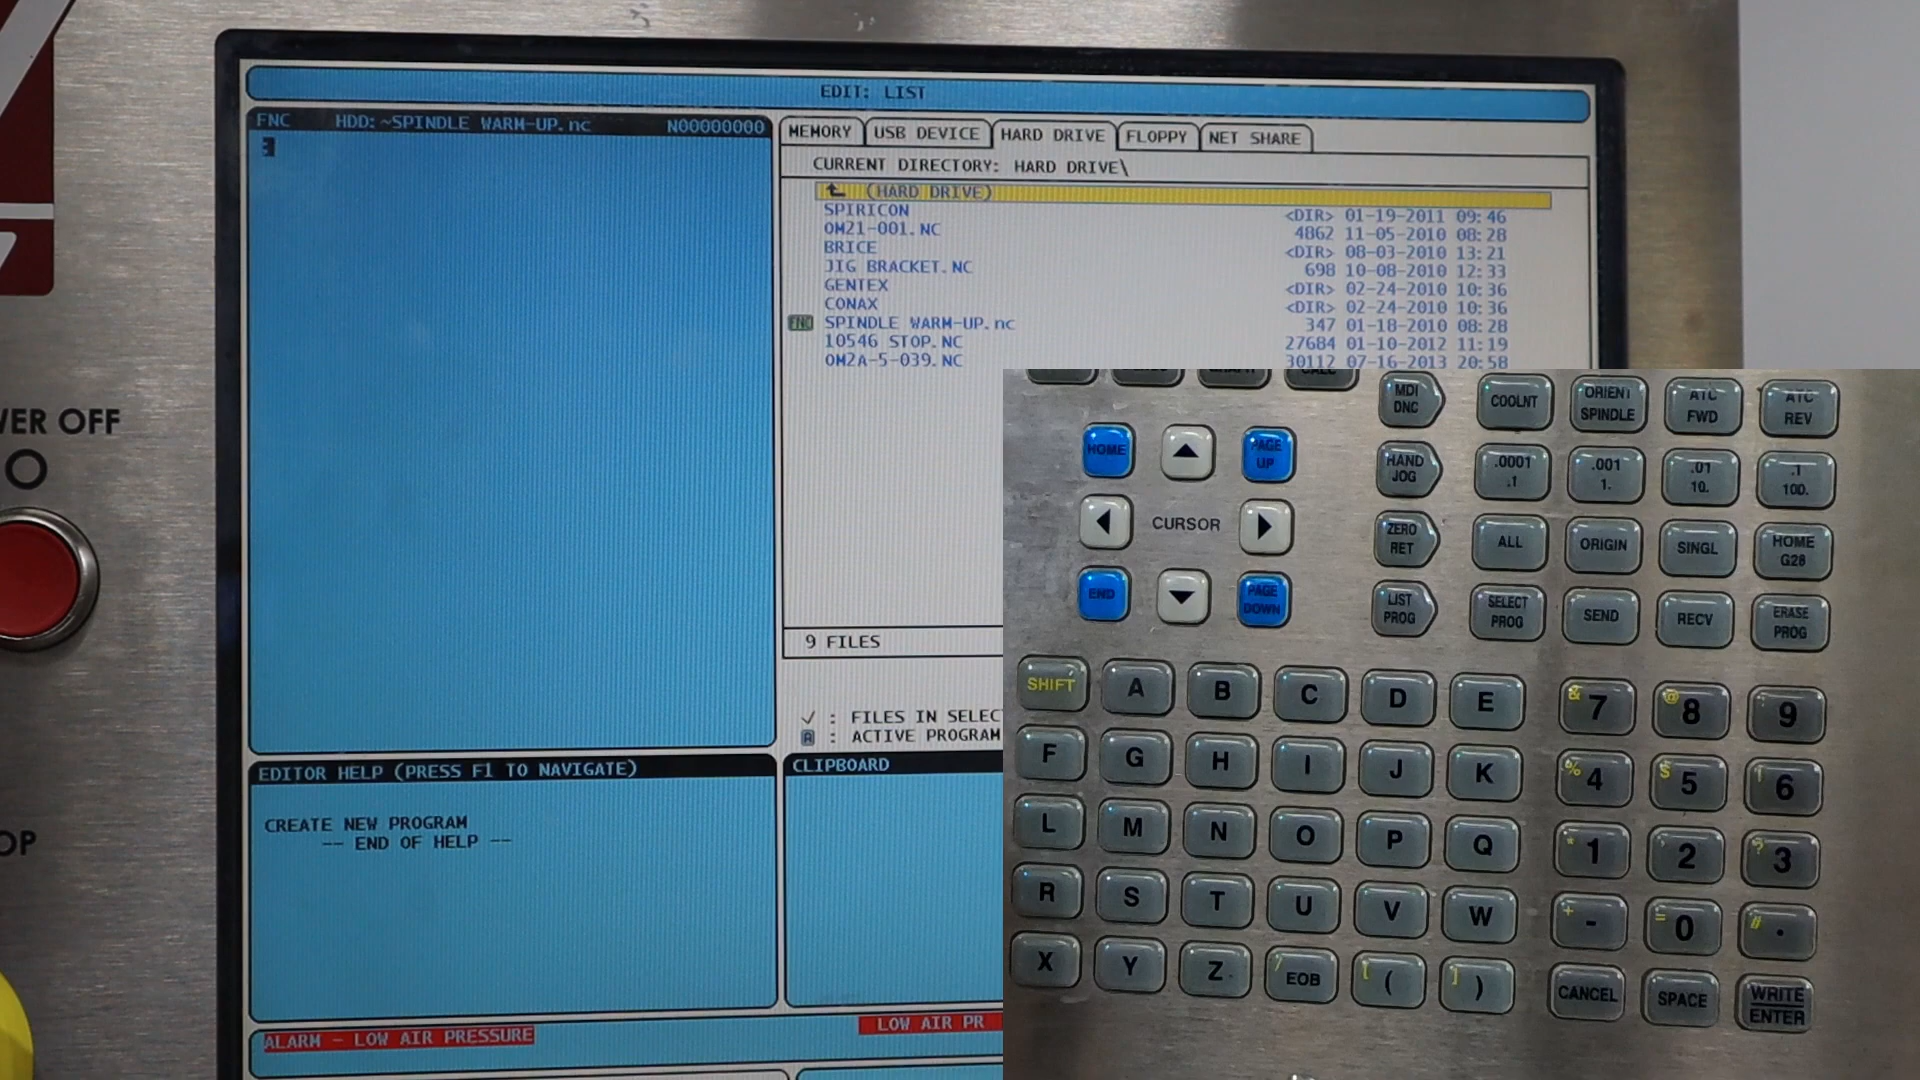 EDIT: LIST
FNC HDD:~SPINDLE WARM-UP.nc N00000000
MEMORY USB DEVICE HARD DRIVE FLOPPY NET SHARE
CURRENT DIRECTORY: HARD DRIVE\
(HARD DRIVE)
SPIRICON <DIR> 01-19-2011 09:46
OM21-001.NC 4862 11-05-2010 08:28
BRICE <DIR> 08-03-2010 13:21
JIG BRACKET.NC 698 10-08-2010 12:33
GENTEX <DIR> 02-24-2010 10:36
CONAX <DIR> 02-24-2010 10:36
FNC SPINDLE WARM-UP.nc 347 01-18-2010 08:28
10546 STOP.NC 27684 01-10-2012 11:19
OM2A-5-039.NC 30112 07-16-2013 20:58
9 FILES
✓ : FILES IN SELEC
A : ACTIVE PROGRAM
EDITOR HELP (PRESS F1 TO NAVIGATE)
CREATE NEW PROGRAM
-- END OF HELP --
CLIPBOARD
ALARM - LOW AIR PRESSURE
LOW AIR PR
WER OFF
OP
MDI DNC COOLNT ORIENT SPINDLE ATC FWD ATC REV
HOME PAGE UP HAND JOG .0001 .1 .001 1. .01 10. .1 100.
CURSOR ZERO RET ALL ORIGIN SINGL HOME G28
END PAGE DOWN LIST PROG SELECT PROG SEND RECV ERASE PROG
SHIFT A B C D E & 7 @ 8 : 9
F G H I J K % 4 $ 5 ! 6
L M N O P Q * 1 , 2 ? 3
R S T U V W + - = 0 # .
X Y Z / EOB [ ( ] ) CANCEL SPACE WRITE ENTER